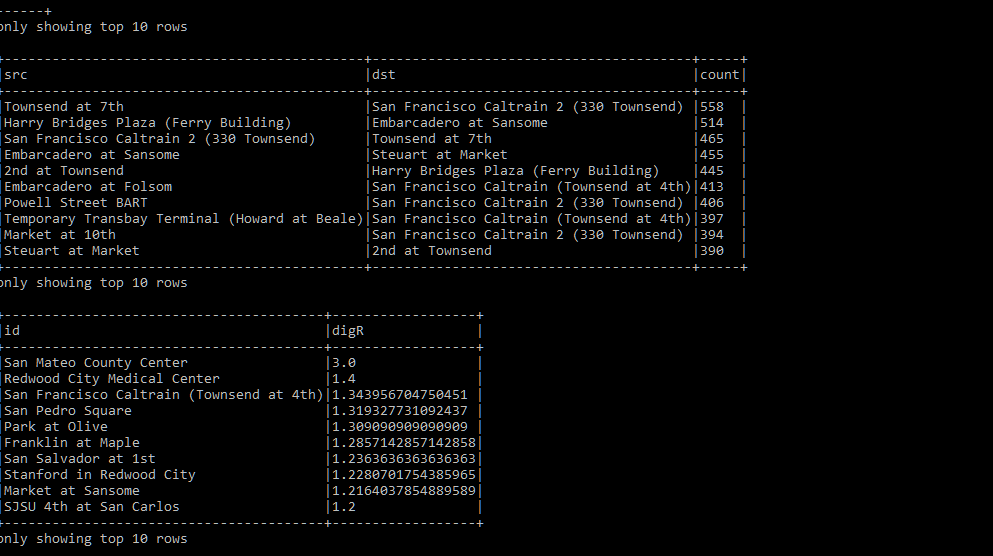 ------+
only showing top 10 rows
+---------------------------------------------+----------------------------------------+-----+
|src                                          |dst                                     |count|
+---------------------------------------------+----------------------------------------+-----+
|Townsend at 7th                              |San Francisco Caltrain 2 (330 Townsend) |558  |
|Harry Bridges Plaza (Ferry Building)         |Embarcadero at Sansome                  |514  |
|San Francisco Caltrain 2 (330 Townsend)      |Townsend at 7th                         |465  |
|Embarcadero at Sansome                       |Steuart at Market                       |455  |
|2nd at Townsend                              |Harry Bridges Plaza (Ferry Building)    |445  |
|Embarcadero at Folsom                        |San Francisco Caltrain (Townsend at 4th)|413  |
|Powell Street BART                           |San Francisco Caltrain 2 (330 Townsend) |406  |
|Temporary Transbay Terminal (Howard at Beale)|San Francisco Caltrain (Townsend at 4th)|397  |
|Market at 10th                               |San Francisco Caltrain 2 (330 Townsend) |394  |
|Steuart at Market                            |2nd at Townsend                         |390  |
+---------------------------------------------+----------------------------------------+-----+
only showing top 10 rows
+----------------------------------------+------------------+
|id                                      |digR              |
+----------------------------------------+------------------+
|San Mateo County Center                 |3.0               |
|Redwood City Medical Center             |1.4               |
|San Francisco Caltrain (Townsend at 4th)|1.343956704750451 |
|San Pedro Square                        |1.319327731092437 |
|Park at Olive                           |1.309090909090909 |
|Franklin at Maple                       |1.2857142857142858|
|San Salvador at 1st                     |1.2363636363636363|
|Stanford in Redwood City                |1.2280701754385965|
|Market at Sansome                       |1.2164037854889589|
|SJSU 4th at San Carlos                  |1.2               |
+----------------------------------------+------------------+
only showing top 10 rows